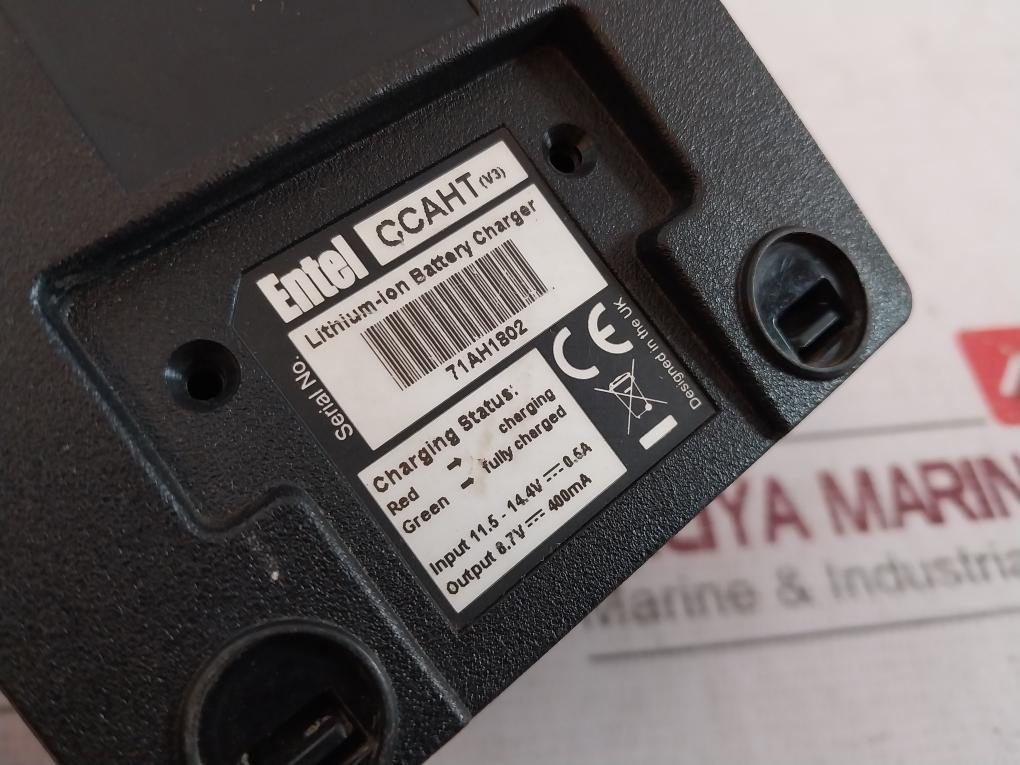 Entel CCAHT (V3)
Lithium-ion Battery Charger
Serial No.
71AH1802
Designed in the UK
Charging Status:
Red → charging
Green → fully charged
Input 11.5 - 14.4V ⎓ 0.5A
Output 8.7V ⎓ 400mA
MARIN
Marine & Industria